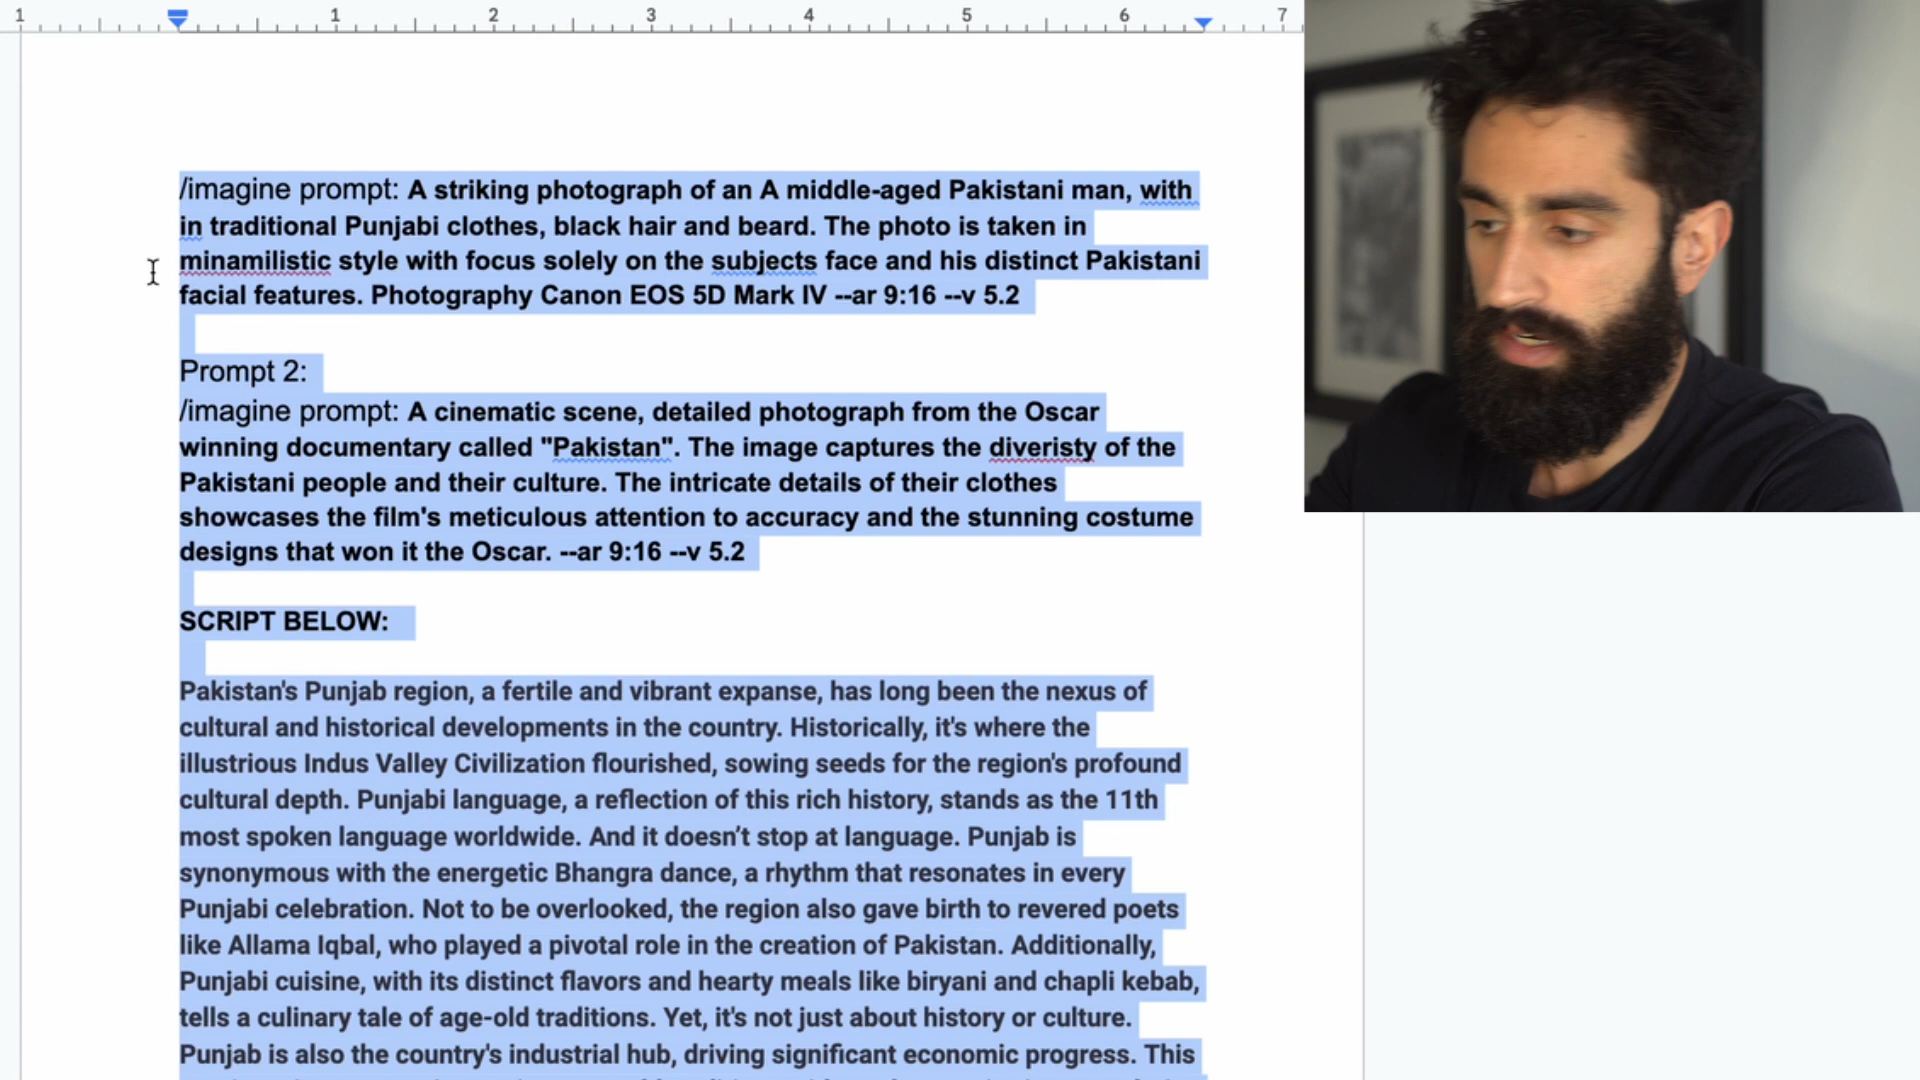 1 1 2 3 4 5 6 7
/imagine prompt: A striking photograph of an A middle-aged Pakistani man, with
in traditional Punjabi clothes, black hair and beard. The photo is taken in
minamilistic style with focus solely on the subjects face and his distinct Pakistani
facial features. Photography Canon EOS 5D Mark IV --ar 9:16 --v 5.2
Prompt 2:
/imagine prompt: A cinematic scene, detailed photograph from the Oscar
winning documentary called "Pakistan". The image captures the diveristy of the
Pakistani people and their culture. The intricate details of their clothes
showcases the film's meticulous attention to accuracy and the stunning costume
designs that won it the Oscar. --ar 9:16 --v 5.2
SCRIPT BELOW:
Pakistan's Punjab region, a fertile and vibrant expanse, has long been the nexus of
cultural and historical developments in the country. Historically, it's where the
illustrious Indus Valley Civilization flourished, sowing seeds for the region's profound
cultural depth. Punjabi language, a reflection of this rich history, stands as the 11th
most spoken language worldwide. And it doesn’t stop at language. Punjab is
synonymous with the energetic Bhangra dance, a rhythm that resonates in every
Punjabi celebration. Not to be overlooked, the region also gave birth to revered poets
like Allama Iqbal, who played a pivotal role in the creation of Pakistan. Additionally,
Punjabi cuisine, with its distinct flavors and hearty meals like biryani and chapli kebab,
tells a culinary tale of age-old traditions. Yet, it's not just about history or culture.
Punjab is also the country's industrial hub, driving significant economic progress. This